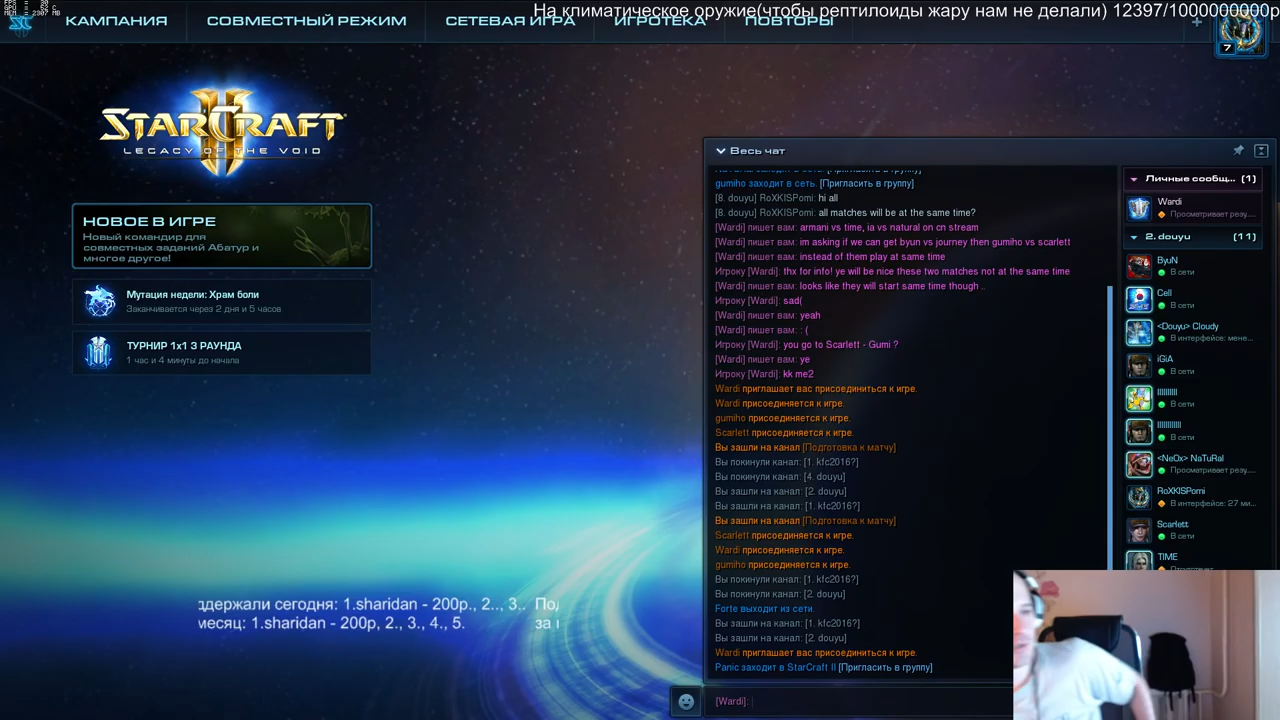 На климатическое оружие(чтобы рептилоиды жару нам не делали) 12397/1000000000р
КАМПАНИЯ СОВМЕСТНЫЙ РЕЖИМ СЕТЕВАЯ ИГРА ИГРОТЕКА ПОВТОРЫ
7
STARCRAFT
II
LEGACY OF THE VOID
НОВОЕ В ИГРЕ
Новый командир для
совместных заданий Абатур и
многое другое!
Мутация недели: Храм боли
Заканчивается через 2 дня и 5 часов
ТУРНИР 1x1 3 РАУНДА
1 час и 4 минуты до начала
ддержали сегодня: 1.sharidan - 200р., 2.., 3..
месяц: 1.sharidan - 200р, 2., 3., 4., 5.
Весь чат
gumiho заходит в сеть. [Пригласить в группу]
[8. douyu] RoXKISPomi: hi all
[8. douyu] RoXKISPomi: all matches will be at the same time?
[Wardi] пишет вам: armani vs time, ia vs natural on cn stream
[Wardi] пишет вам: im asking if we can get byun vs journey then gumiho vs scarlett
[Wardi] пишет вам: instead of them play at same time
Игроку [Wardi]: thx for info! ye will be nice these two matches not at the same time
[Wardi] пишет вам: looks like they will start same time though ..
Игроку [Wardi]: sad(
[Wardi] пишет вам: yeah
[Wardi] пишет вам: : (
Игроку [Wardi]: you go to Scarlett - Gumi ?
[Wardi] пишет вам: ye
Игроку [Wardi]: kk me2
Wardi приглашает вас присоединиться к игре.
Wardi присоединяется к игре.
gumiho присоединяется к игре.
Scarlett присоединяется к игре.
Вы зашли на канал [Подготовка к матчу]
Вы покинули канал: [1. kfc2016?]
Вы покинули канал: [4. douyu]
Вы зашли на канал: [2. douyu]
Вы зашли на канал: [1. kfc2016?]
Вы зашли на канал [Подготовка к матчу]
Scarlett присоединяется к игре.
Wardi присоединяется к игре.
gumiho присоединяется к игре.
Вы покинули канал: [1. kfc2016?]
Вы покинули канал: [2. douyu]
Forte выходит из сети.
Вы зашли на канал: [1. kfc2016?]
Вы зашли на канал: [2. douyu]
Wardi приглашает вас присоединиться к игре.
Panic заходит в StarCraft II [Пригласить в группу]
[Wardi]:
Личные сообщ... (1)
Wardi
Просматривает резу...
2. douyu (11)
ByuN
В сети
Cell
В сети
<Douyu> Cloudy
В интерфейсе: мене...
iGIA
В сети
В сети
В сети
<NeOx> NaTuRal
Просматривает резу...
RoXKISPomi
В интерфейсе: 27 ми...
Scarlett
В сети
TIME